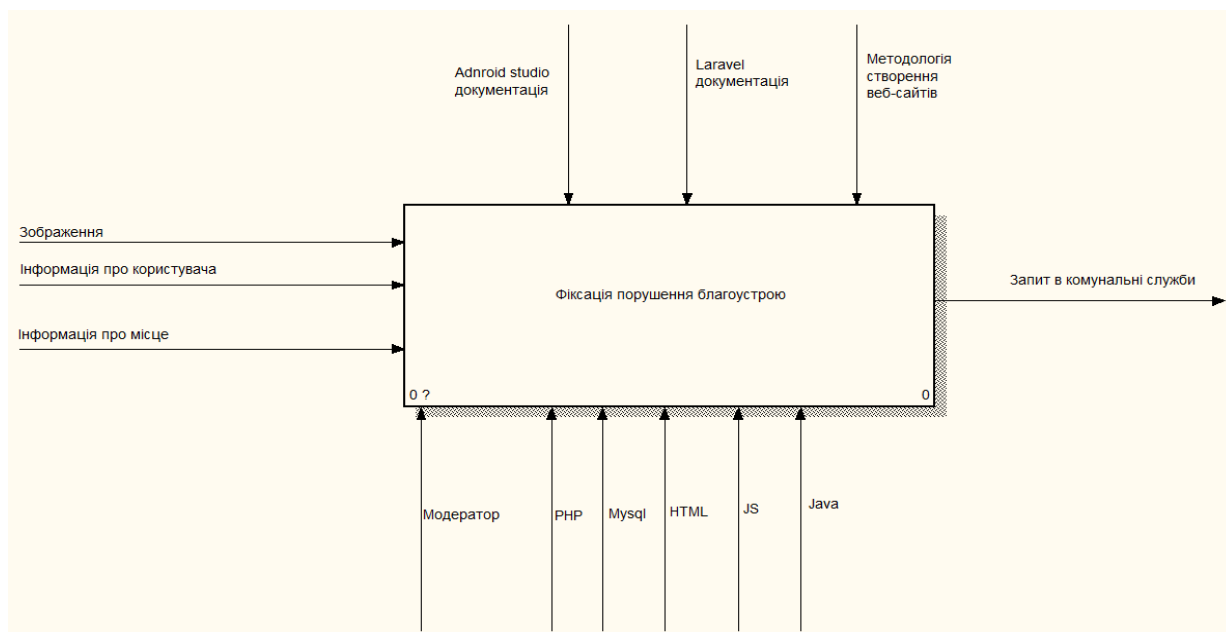 Adnroid studio
документація
Laravel
документація
Методологія
створення
веб-сайтів
Зображення
Інформація про користувача
Інформація про місце
Фіксація порушення благоустрою
Запит в комунальні служби
0 ?
0
Модератор
PHP
Mysql
HTML
JS
Java